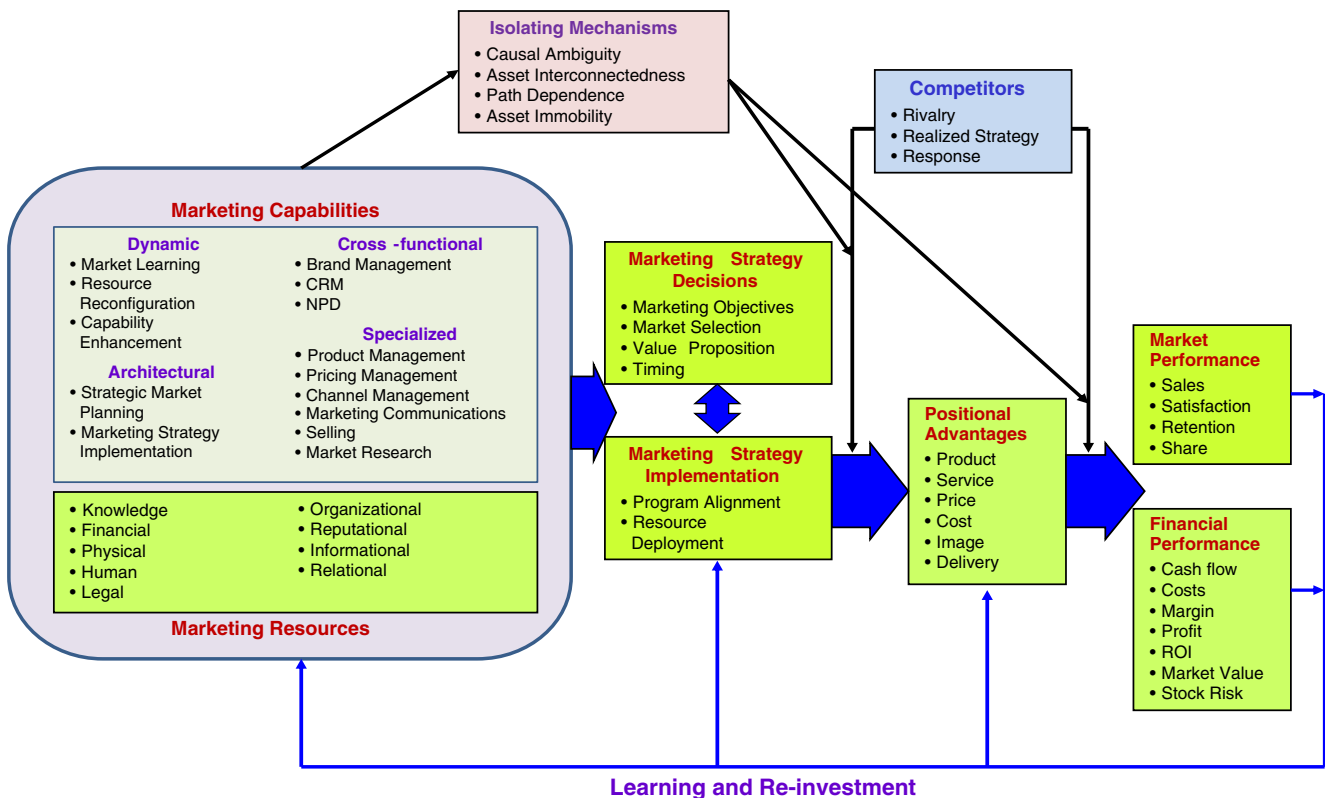 Isolating Mechanisms
• Causal Ambiguity
• Asset Interconnectedness
• Path Dependence
• Asset Immobility
Competitors
• Rivalry
• Realized Strategy
• Response
Marketing Capabilities
Dynamic
• Market Learning
• Resource
Reconfiguration
• Capability
Enhancement
Architectural
• Strategic Market
Planning
• Marketing Strategy
Implementation
Cross -functional
• Brand Management
• CRM
• NPD
Specialized
• Product Management
• Pricing Management
• Channel Management
• Marketing Communications
• Selling
• Market Research
• Knowledge
• Financial
• Physical
• Human
• Legal
• Organizational
• Reputational
• Informational
• Relational
Marketing Resources
Marketing Strategy
Decisions
• Marketing Objectives
• Market Selection
• Value Proposition
• Timing
Marketing Strategy
Implementation
• Program Alignment
• Resource
Deployment
Positional
Advantages
• Product
• Service
• Price
• Cost
• Image
• Delivery
Market
Performance
• Sales
• Satisfaction
• Retention
• Share
Financial
Performance
• Cash flow
• Costs
• Margin
• Profit
• ROI
• Market Value
• Stock Risk
Learning and Re-investment